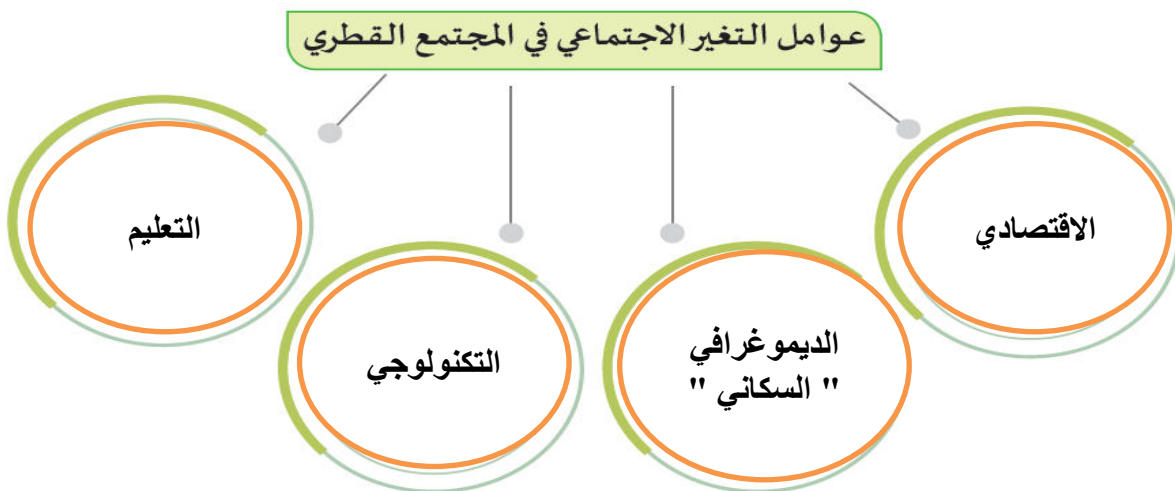 عوامل التغير الاجتماعي في المجتمع القطري
الاقتصادي
الديموغرافي
" السكاني "
التكنولوجي
التعليم